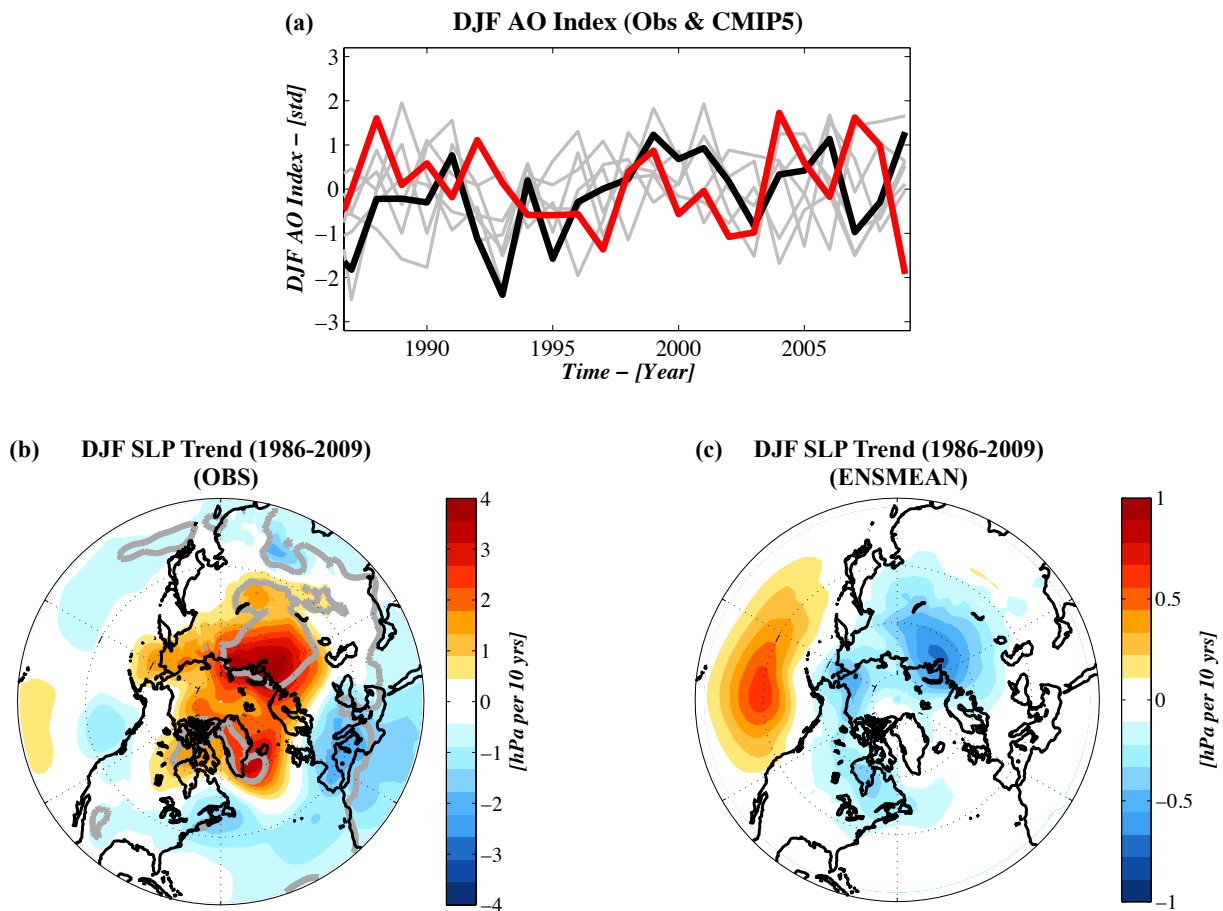 (a) DJF AO Index (Obs & CMIP5)
DJF AO Index − [std]
3
2
1
0
−1
−2
−3
1990 1995 2000 2005
Time − [Year]
(b) DJF SLP Trend (1986-2009)
(OBS)
4
3
2
1
0
−1
−2
−3
−4
[hPa per 10 yrs]
(c) DJF SLP Trend (1986-2009)
(ENSMEAN)
1
0.5
0
−0.5
−1
[hPa per 10 yrs]